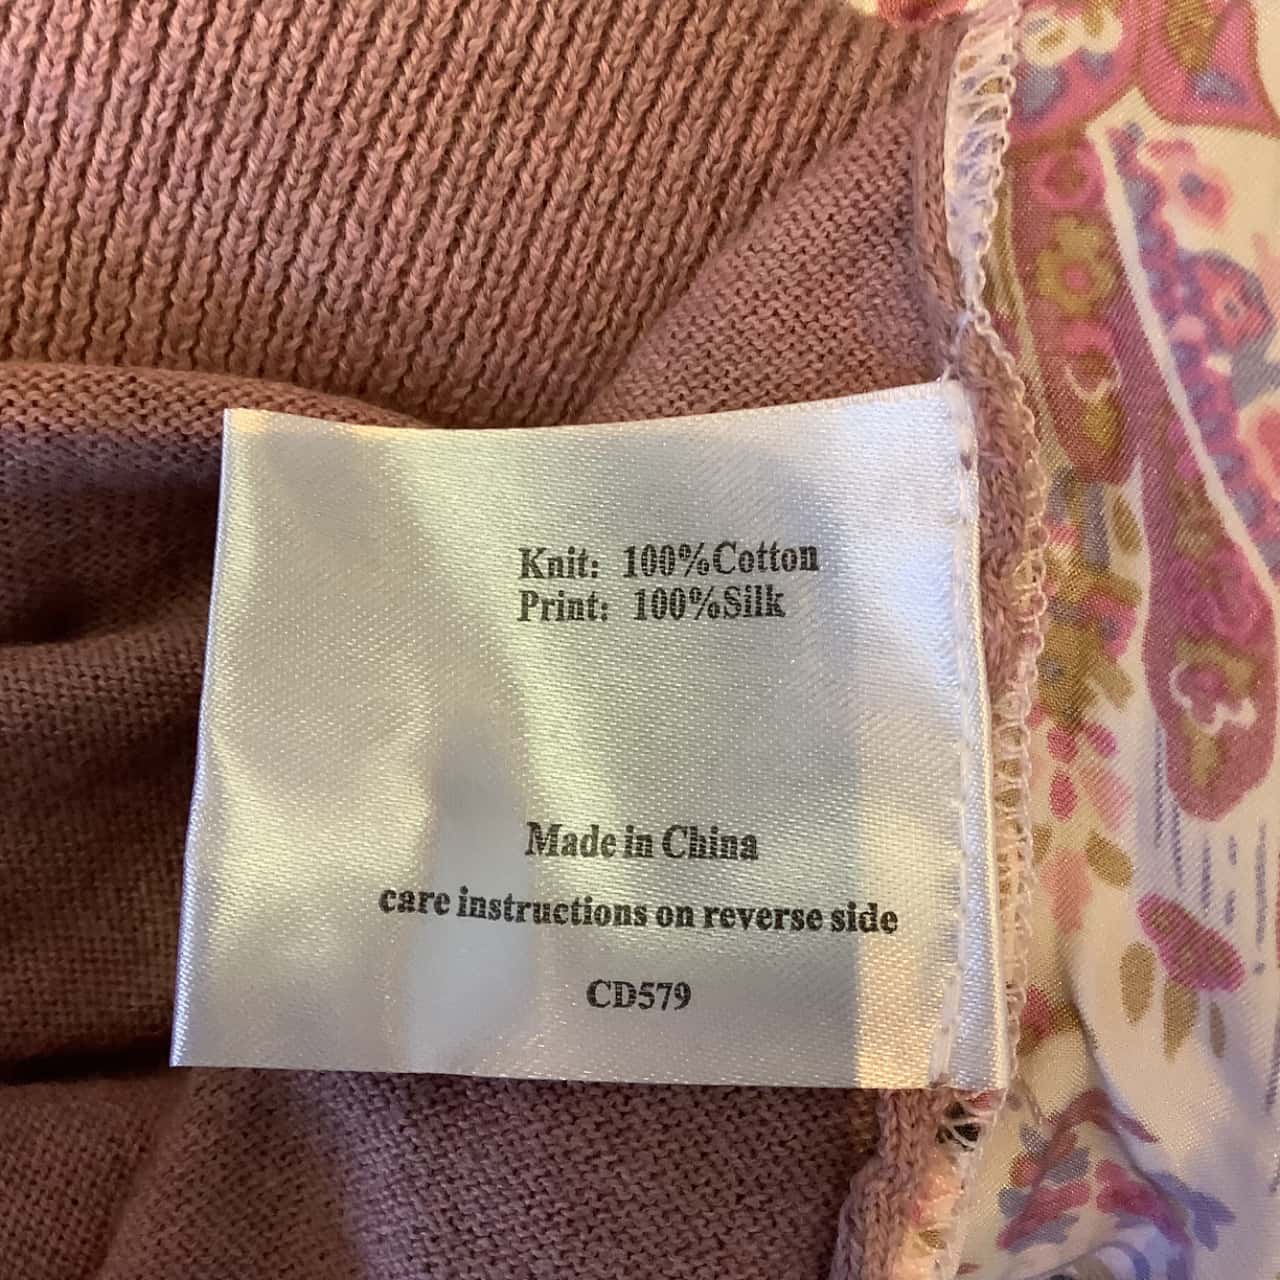 Knit: 100%Cotton
Print: 100%Silk
Made in China
care instructions on reverse side
CD579